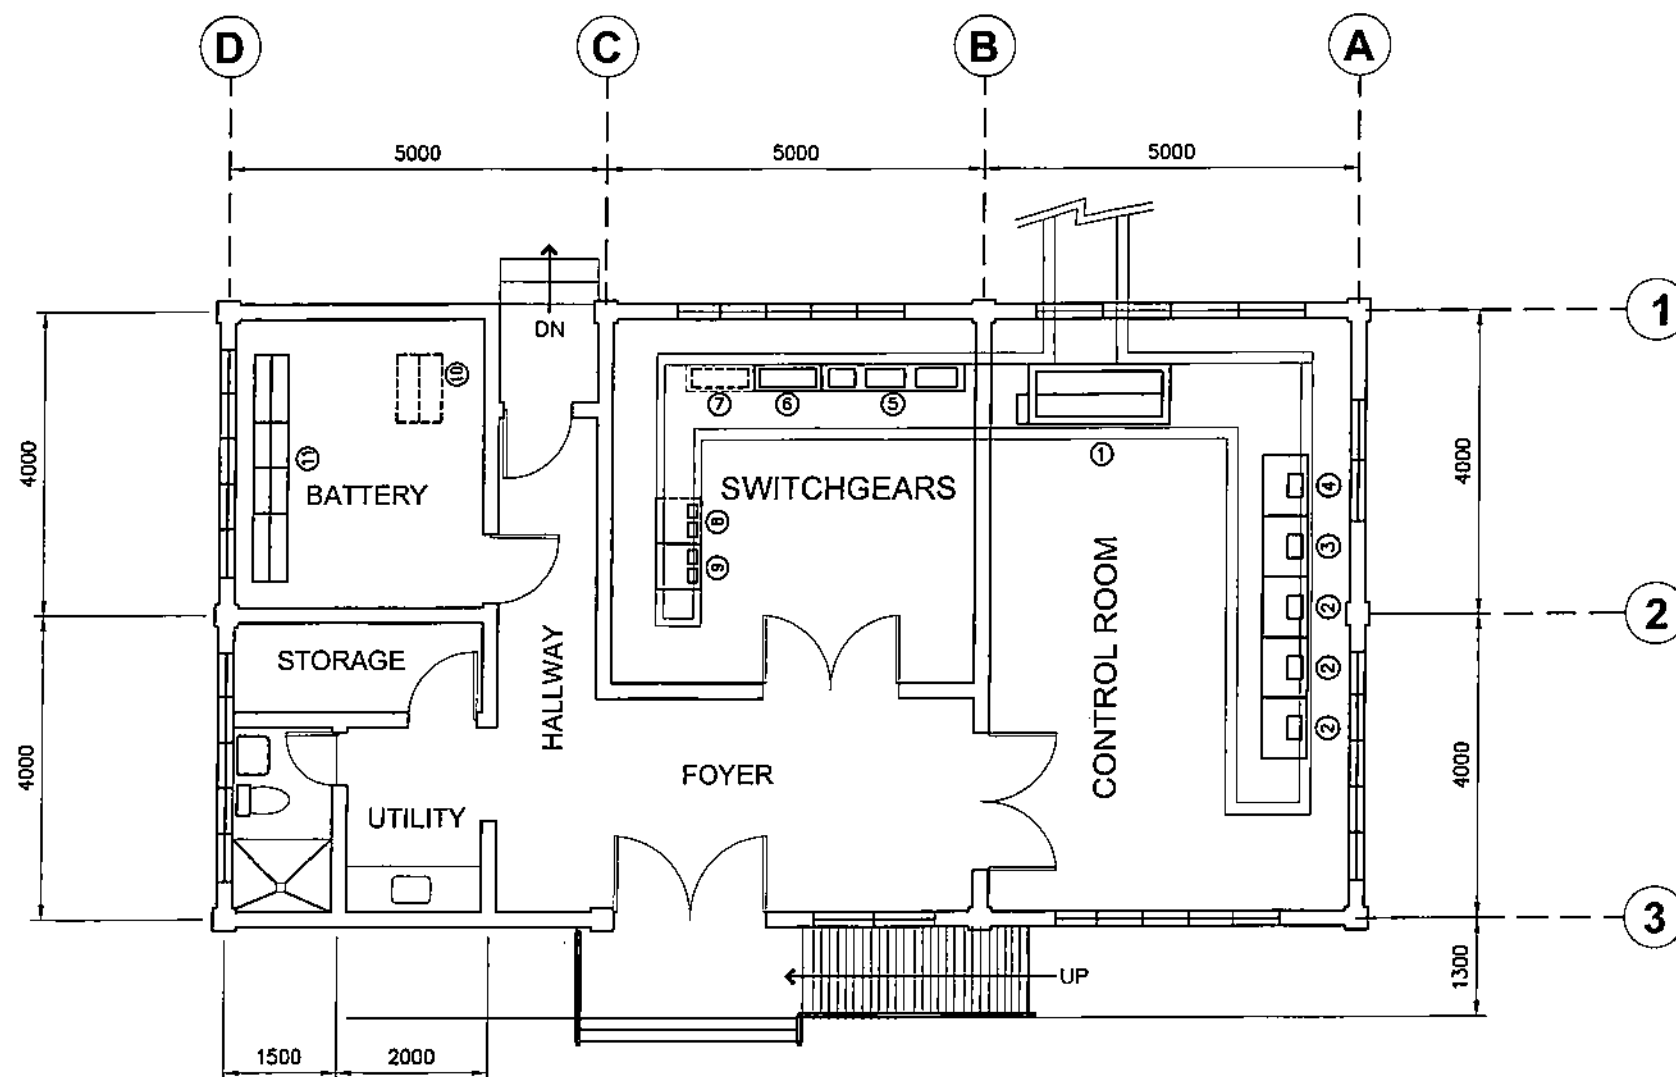 D C B A
5000 5000 5000
1
DN
7 6 5
10
11
1
4000
4000
BATTERY
SWITCHGEARS
4
8
3
9
2
2
STORAGE
HALLWAY
CONTROL ROOM
2
2
FOYER
4000
4000
UTILITY
3
UP
1300
1500 2000